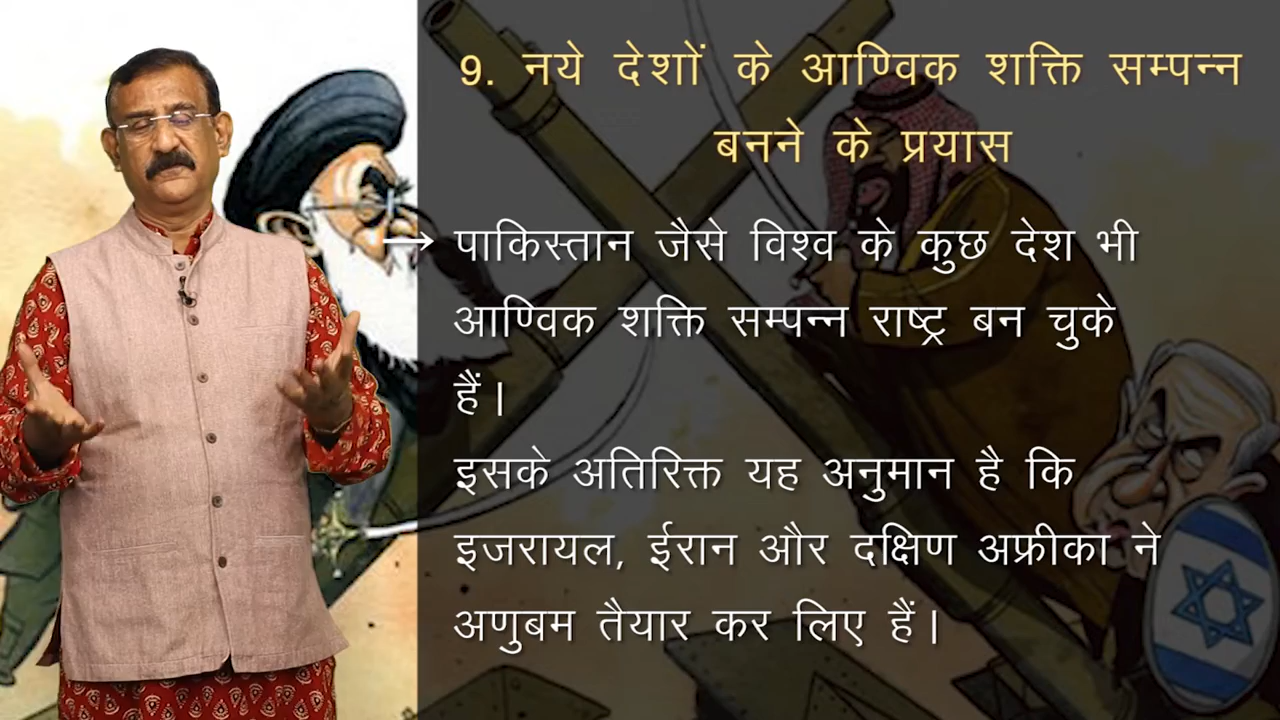 9. नये देशों के आण्विक शक्ति सम्पन्न
बनने के प्रयास
→ पाकिस्तान जैसे विश्व के कुछ देश भी
आण्विक शक्ति सम्पन्न राष्ट्र बन चुके
हैं।
इसके अतिरिक्त यह अनुमान है कि
इजरायल, ईरान और दक्षिण अफ्रीका ने
अणुबम तैयार कर लिए हैं।